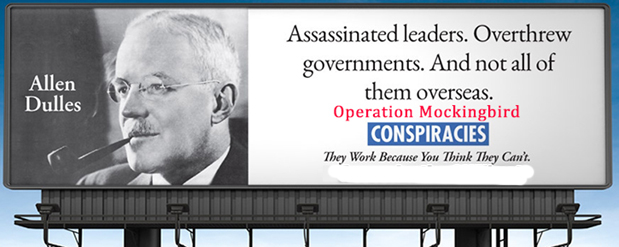 Allen
Dulles
Assassinated leaders. Overthrew
governments. And not all of
them overseas.
Operation Mockingbird
CONSPIRACIES
They Work Because You Think They Can't.